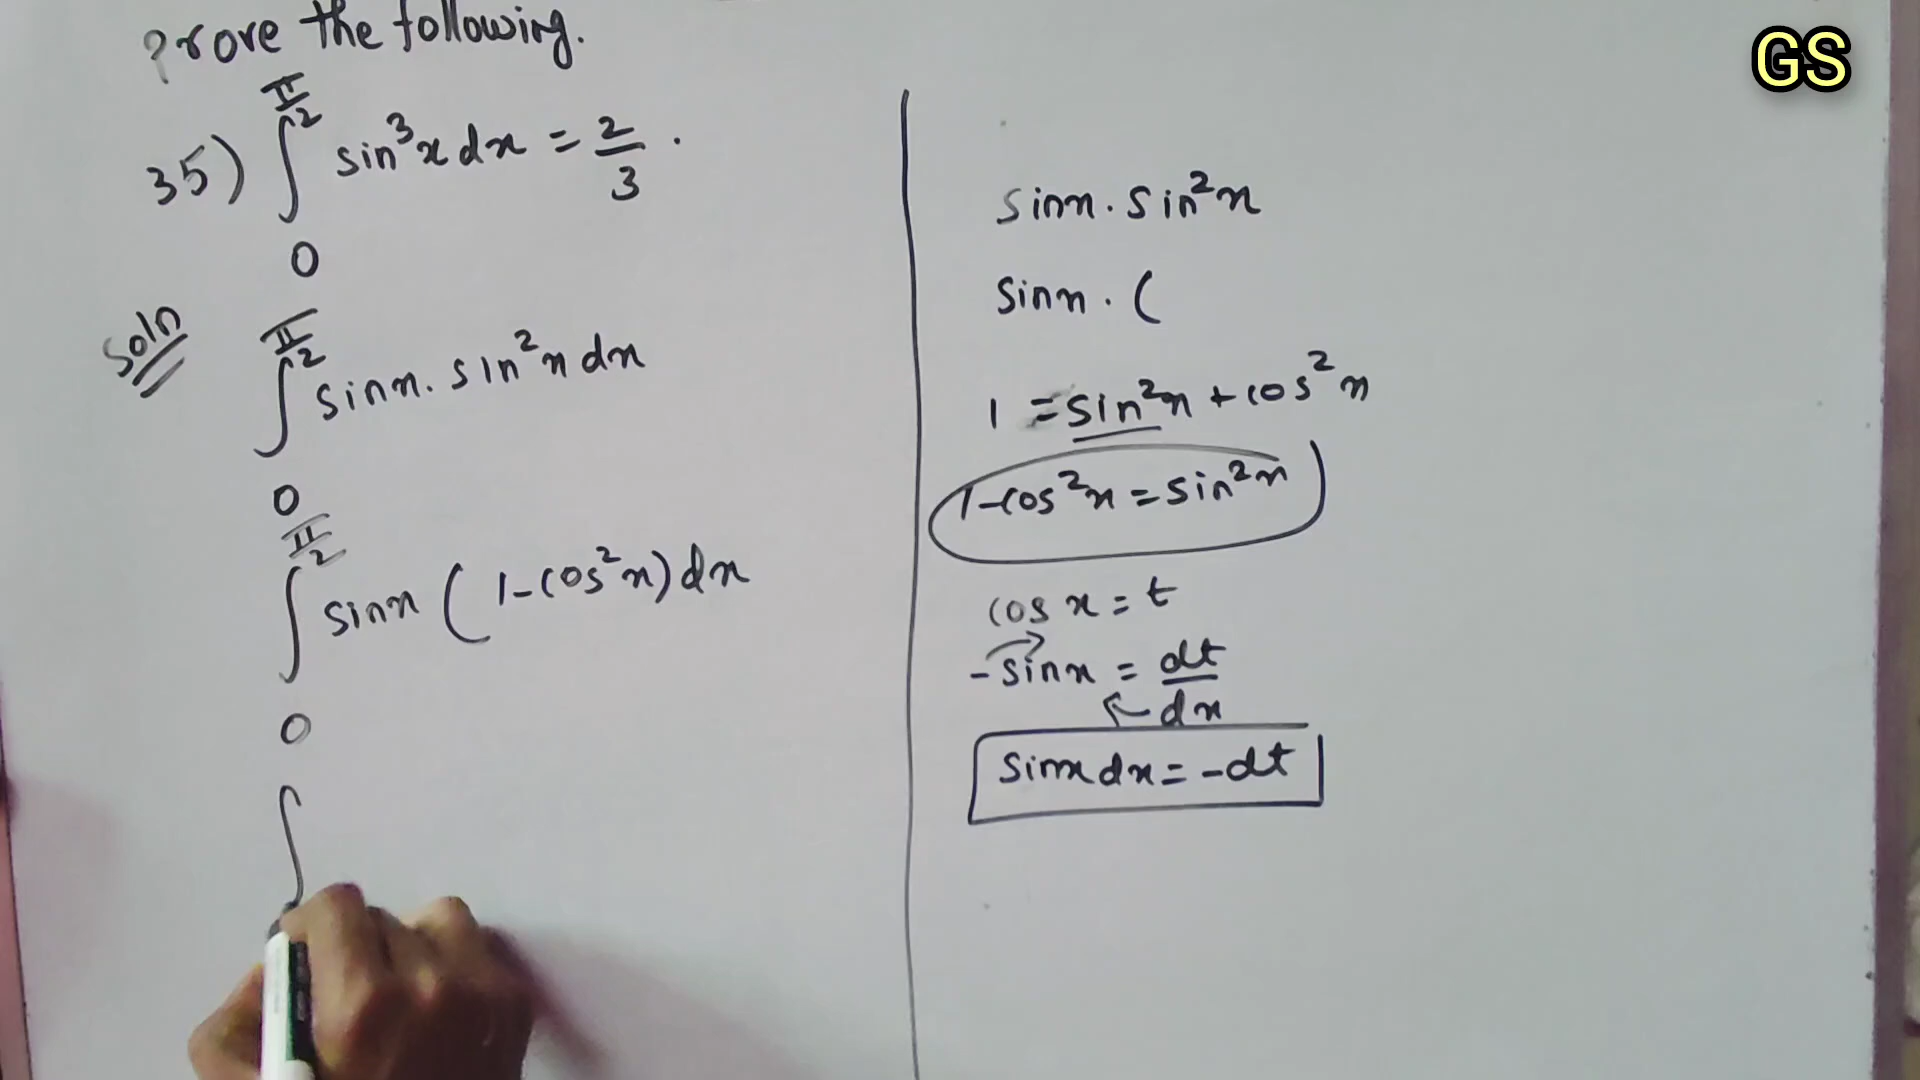 Prove the following.
35) ∫₀^(π/2) sin³x dx = 2/3 .
Soln
∫₀^(π/2) sinx. sin²x dx
∫₀^(π/2) sinx (1-cos²x) dx
∫
GS
sinx. sin²x
sinx. (
1 = sin²x + cos²x
1-cos²x = sin²x
cos x = t
-sinx = dt/dx
sinx dx = -dt